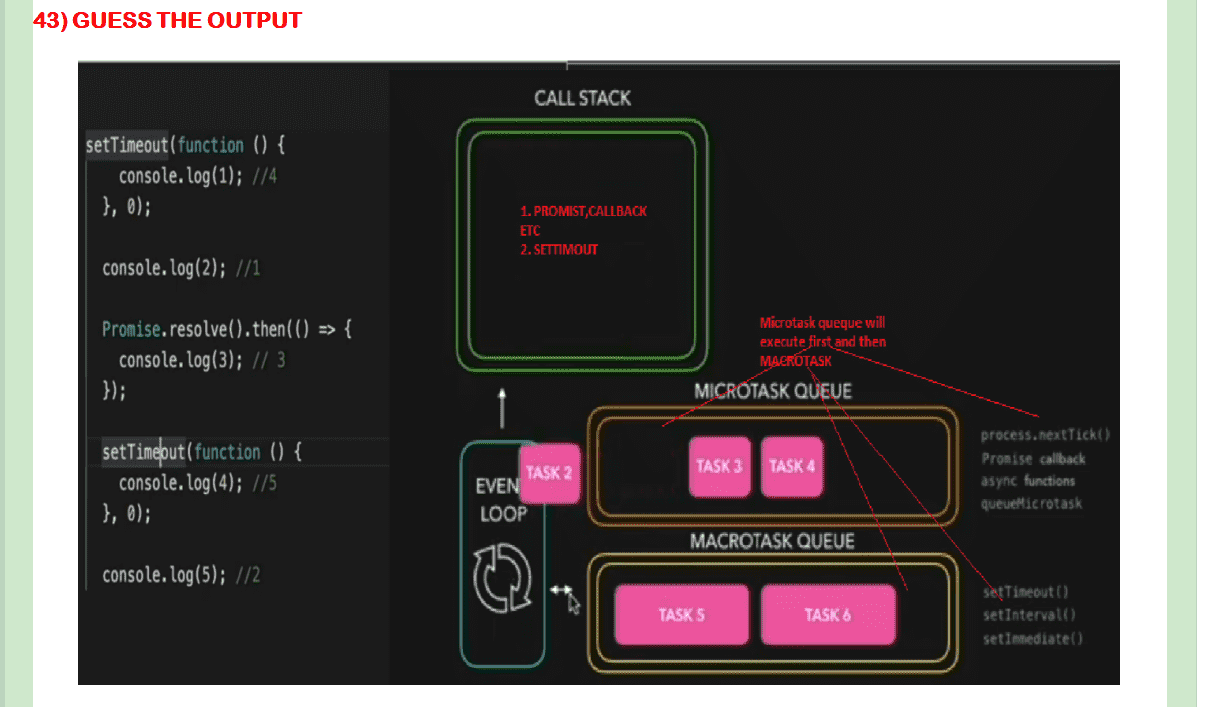 43) GUESS THE OUTPUT
setTimeout(function () {
console.log(1); //4
}, 0);
console.log(2); //1
Promise.resolve().then(() => {
console.log(3); // 3
});
setTimeout(function () {
console.log(4); //5
}, 0);
console.log(5); //2
CALL STACK
1. PROMIST,CALLBACK
ETC
2. SETTIMOUT
Microtask queque will
execute first and then
MACROTASK
MICROTASK QUEUE
TASK 3
TASK 4
process.nextTick()
Promise callback
async functions
queueMicrotask
EVEN
LOOP
TASK 2
MACROTASK QUEUE
TASK 5
TASK 6
setTimeout()
setInterval()
setImmediate()